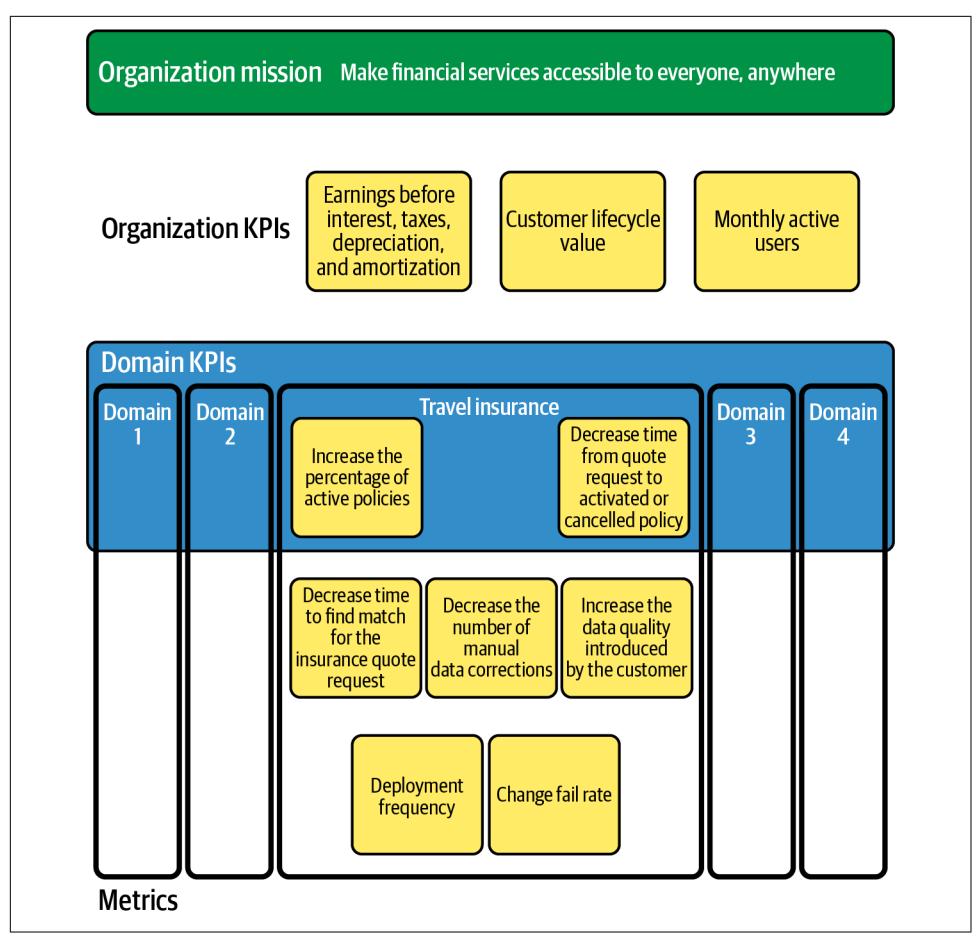 Organization mission Make financial services accessible to everyone, anywhere
Organization KPIs
Earnings before
interest, taxes,
depreciation,
and amortization
Customer lifecycle
value
Monthly active
users
Domain KPIs
Domain
1
Domain
2
Travel insurance
Increase the
percentage of
active policies
Decrease time
from quote
request to
activated or
cancelled policy
Domain
3
Domain
4
Decrease time
to find match
for the
insurance quote
request
Decrease the
number of
manual
data corrections
Increase the
data quality
introduced
by the customer
Deployment
frequency
Change fail rate
Metrics